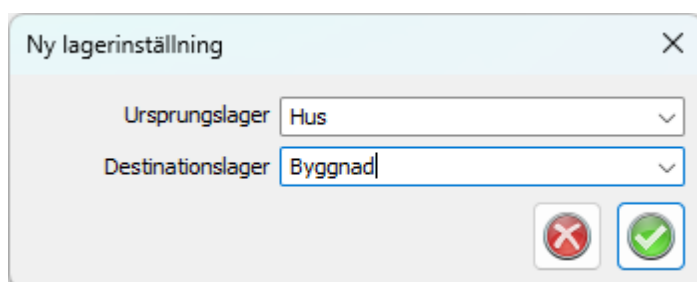 Ny lagerinställning
Ursprungslager Hus
Destinationslager Byggnad